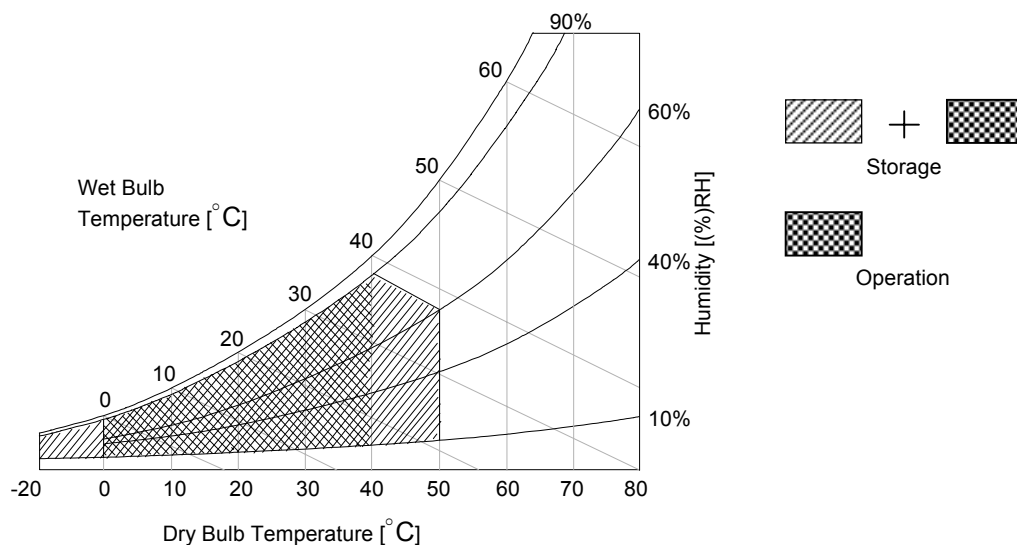 90%
60
60%
50
Wet Bulb
Temperature [°C]
40
30
20
10
0
Humidity [(%)RH]
40%
10%
-20 0 10 20 30 40 50 60 70 80
Dry Bulb Temperature [°C]
+
Storage
Operation